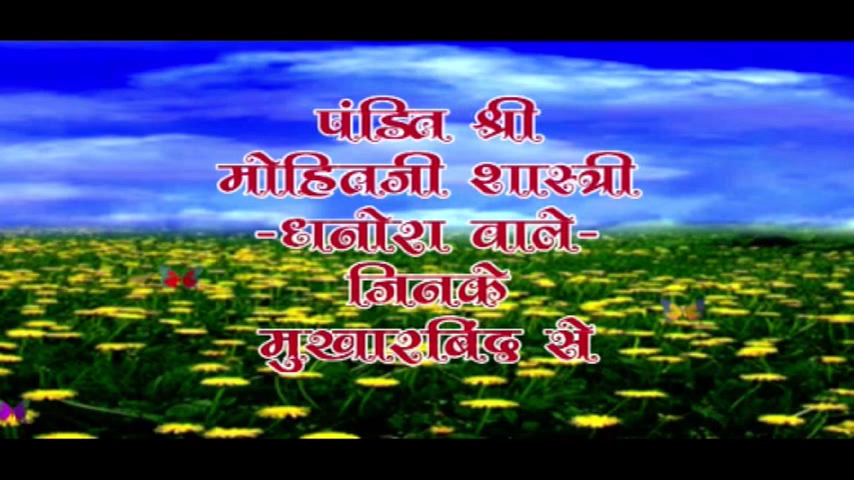 पंडित श्री
मोहितजी शास्त्री
-धनोरा वाले-
जिनके
मुखारबिंद से